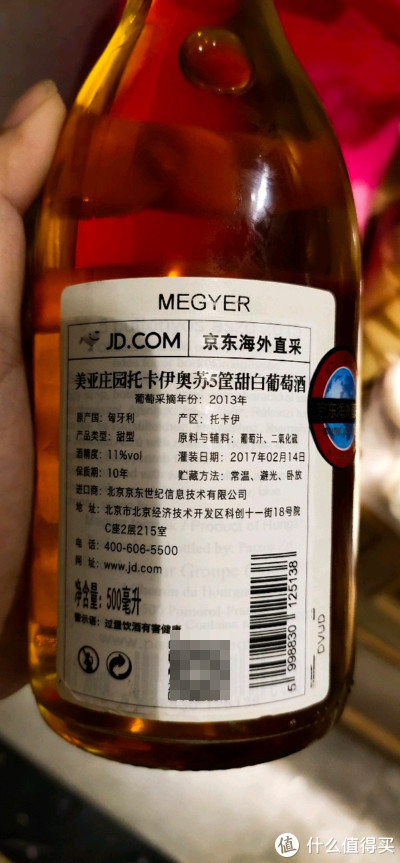 MEGYER
JD.COM 京东海外直采
美亚庄园托卡伊奥苏5筐甜白葡萄酒
葡萄采摘年份：2013年
原产国：匈牙利 产区：托卡伊
产品类型：甜型 原料与辅料：葡萄汁、二氧化硫
酒精度：11%vol 灌装日期：2017年02月14日
保质期：10年 贮藏方法：常温、避光、卧放
进口商：北京京东世纪信息技术有限公司
地 址：北京市北京经济技术开发区科创十一街18号院
C座2层215室
电 话：400-606-5500
网 址：www.jd.com
净含量：500毫升
警示语：过量饮酒有害健康
5 998830 125138
DVUD
值 什么值得买